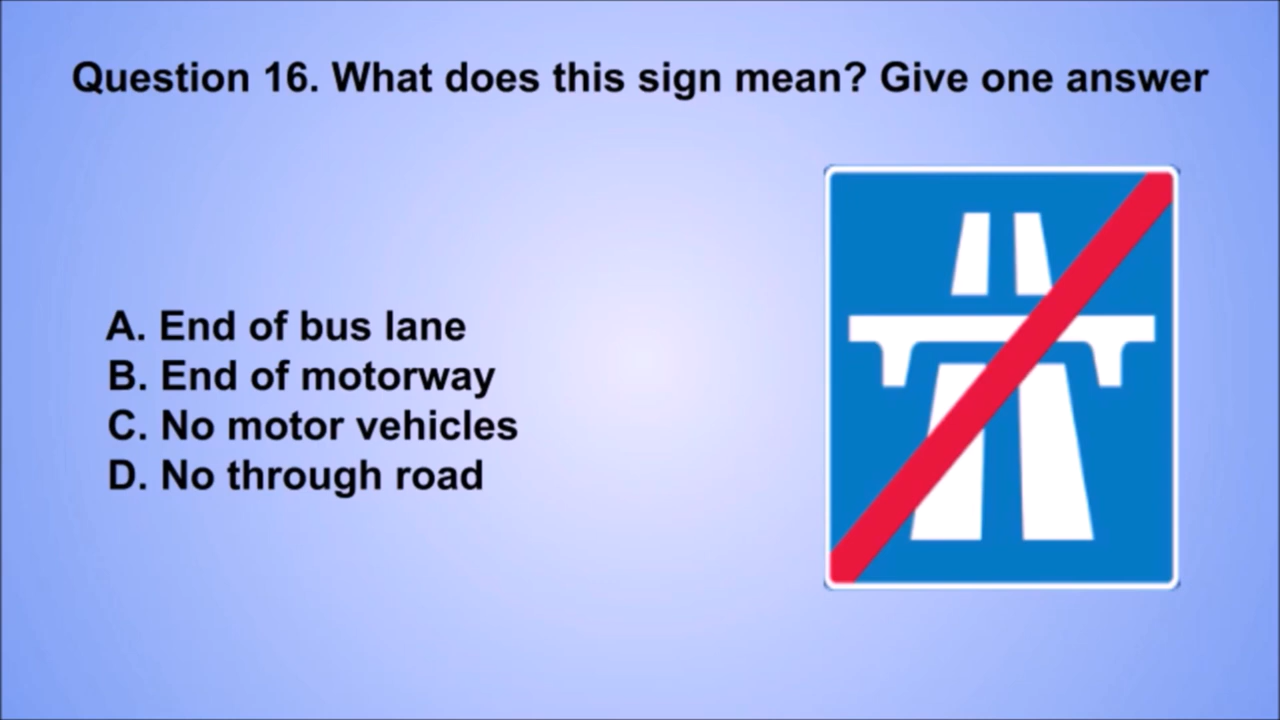 Question 16. What does this sign mean? Give one answer
A. End of bus lane
B. End of motorway
C. No motor vehicles
D. No through road